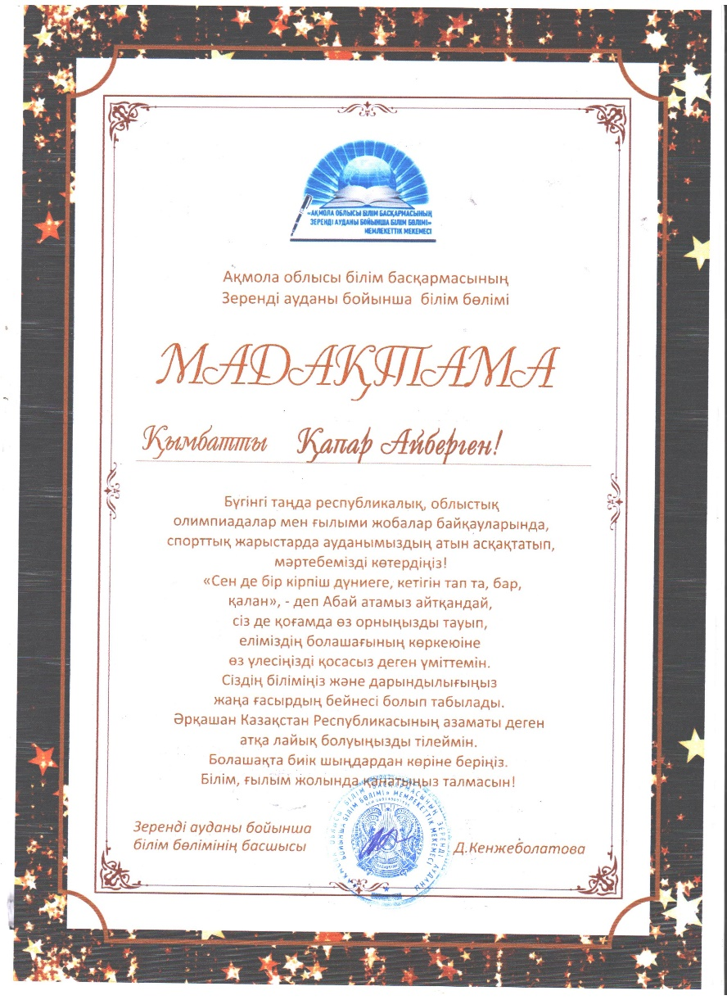 «АҚМОЛА ОБЛЫСЫ БІЛІМ БАСҚАРМАСЫНЫҢ
ЗЕРЕНДІ АУДАНЫ БОЙЫНША БІЛІМ БӨЛІМІ»
МЕМЛЕКЕТТІК МЕКЕМЕСІ
Ақмола облысы білім басқармасының
Зеренді ауданы бойынша білім бөлімі
МАДАҚТАМА
Қымбатты Қапар Айберген!
Бүгінгі таңда республикалық, облыстық
олимпиадалар мен ғылыми жобалар байқауларында,
спорттық жарыстарда ауданымыздың атын асқақтатып,
мәртебемізді көтердіңіз!
«Сен де бір кірпіш дүниеге, кетігін тап та, бар,
қалан», - деп Абай атамыз айтқандай,
сіз де қоғамда өз орныңызды тауып,
еліміздің болашағының көркеюіне
өз үлесіңізді қосасыз деген үміттемін.
Сіздің біліміңіз және дарындылығыңыз
жаңа ғасырдың бейнесі болып табылады.
Әрқашан Казақстан Республикасының азаматы деген
атқа лайық болуыңызды тілеймін.
Болашақта биік шыңдардан көріне беріңіз.
Білім, ғылым жолында қанатыңыз талмасын!
Зеренді ауданы бойынша
білім бөлімінің басшысы
Д.Кенжеболатова